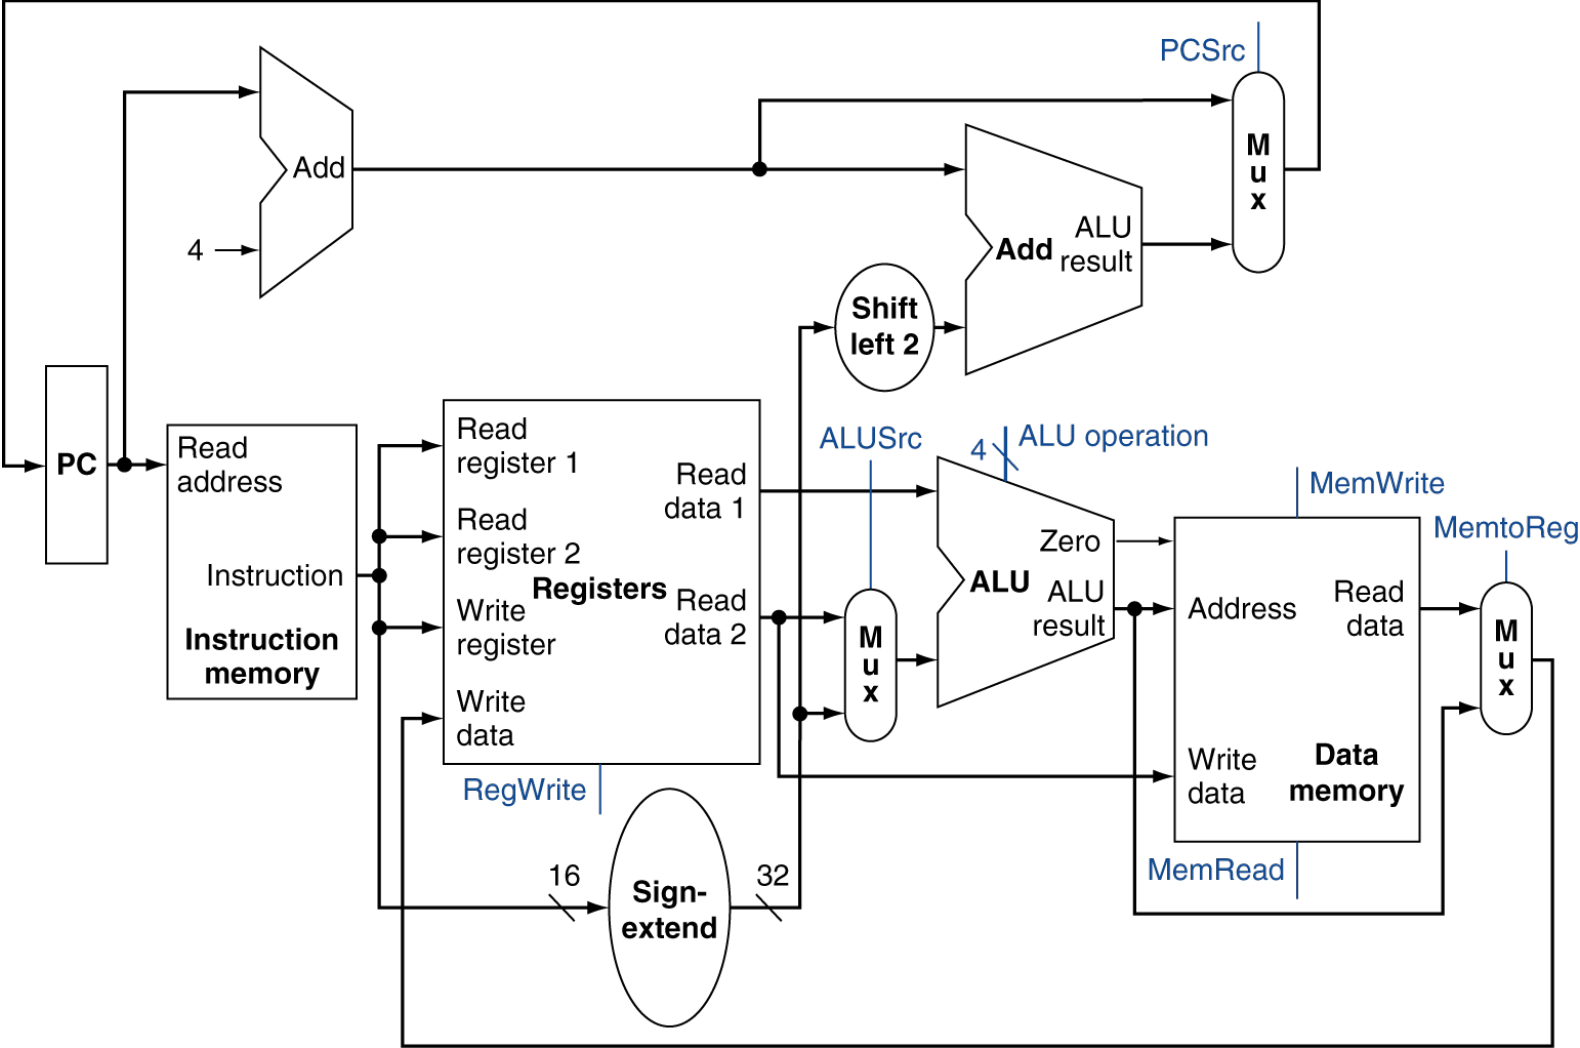 PCSrc
Add
4
M
u
x
Add
ALU
result
Shift
left 2
PC
Read
address
Instruction
Instruction
memory
Read
register 1
Read
register 2
Write
register
Write
data
Registers
Read
data 1
Read
data 2
RegWrite
16
Sign-
extend
32
ALUSrc
M
u
x
4
ALU operation
Zero
ALU
ALU
result
MemWrite
Address
Read
data
Write
data
Data
memory
MemRead
MemtoReg
M
u
x